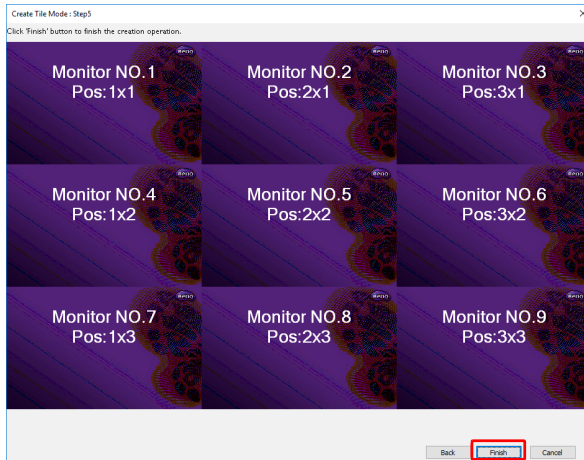 Create Tile Mode : Step5
Click 'Finish' button to finish the creation operation.
Monitor NO.1
Pos:1x1
Monitor NO.2
Pos:2x1
Monitor NO.3
Pos:3x1
Monitor NO.4
Pos:1x2
Monitor NO.5
Pos:2x2
Monitor NO.6
Pos:3x2
Monitor NO.7
Pos:1x3
Monitor NO.8
Pos:2x3
Monitor NO.9
Pos:3x3
Back
Finish
Cancel